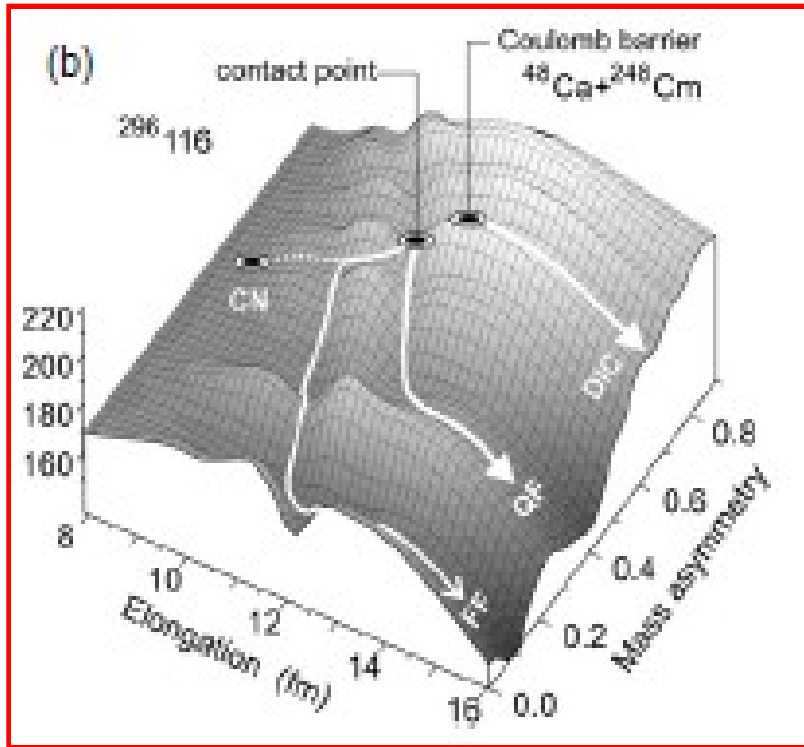 (b)
contact point
Coulomb barrier
⁴⁸Ca+²⁴⁸Cm
²⁹⁶116
CN
DIC
QF
FF
220
200
180
160
8
10
12
14
16
Elongation (fm)
0.0
0.2
0.4
0.6
0.8
Mass asymmetry